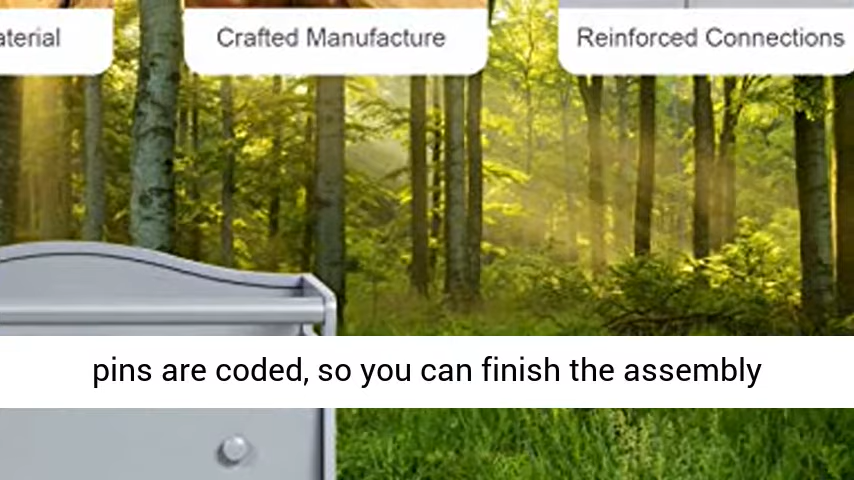 aterial
Crafted Manufacture
Reinforced Connections
pins are coded, so you can finish the assembly